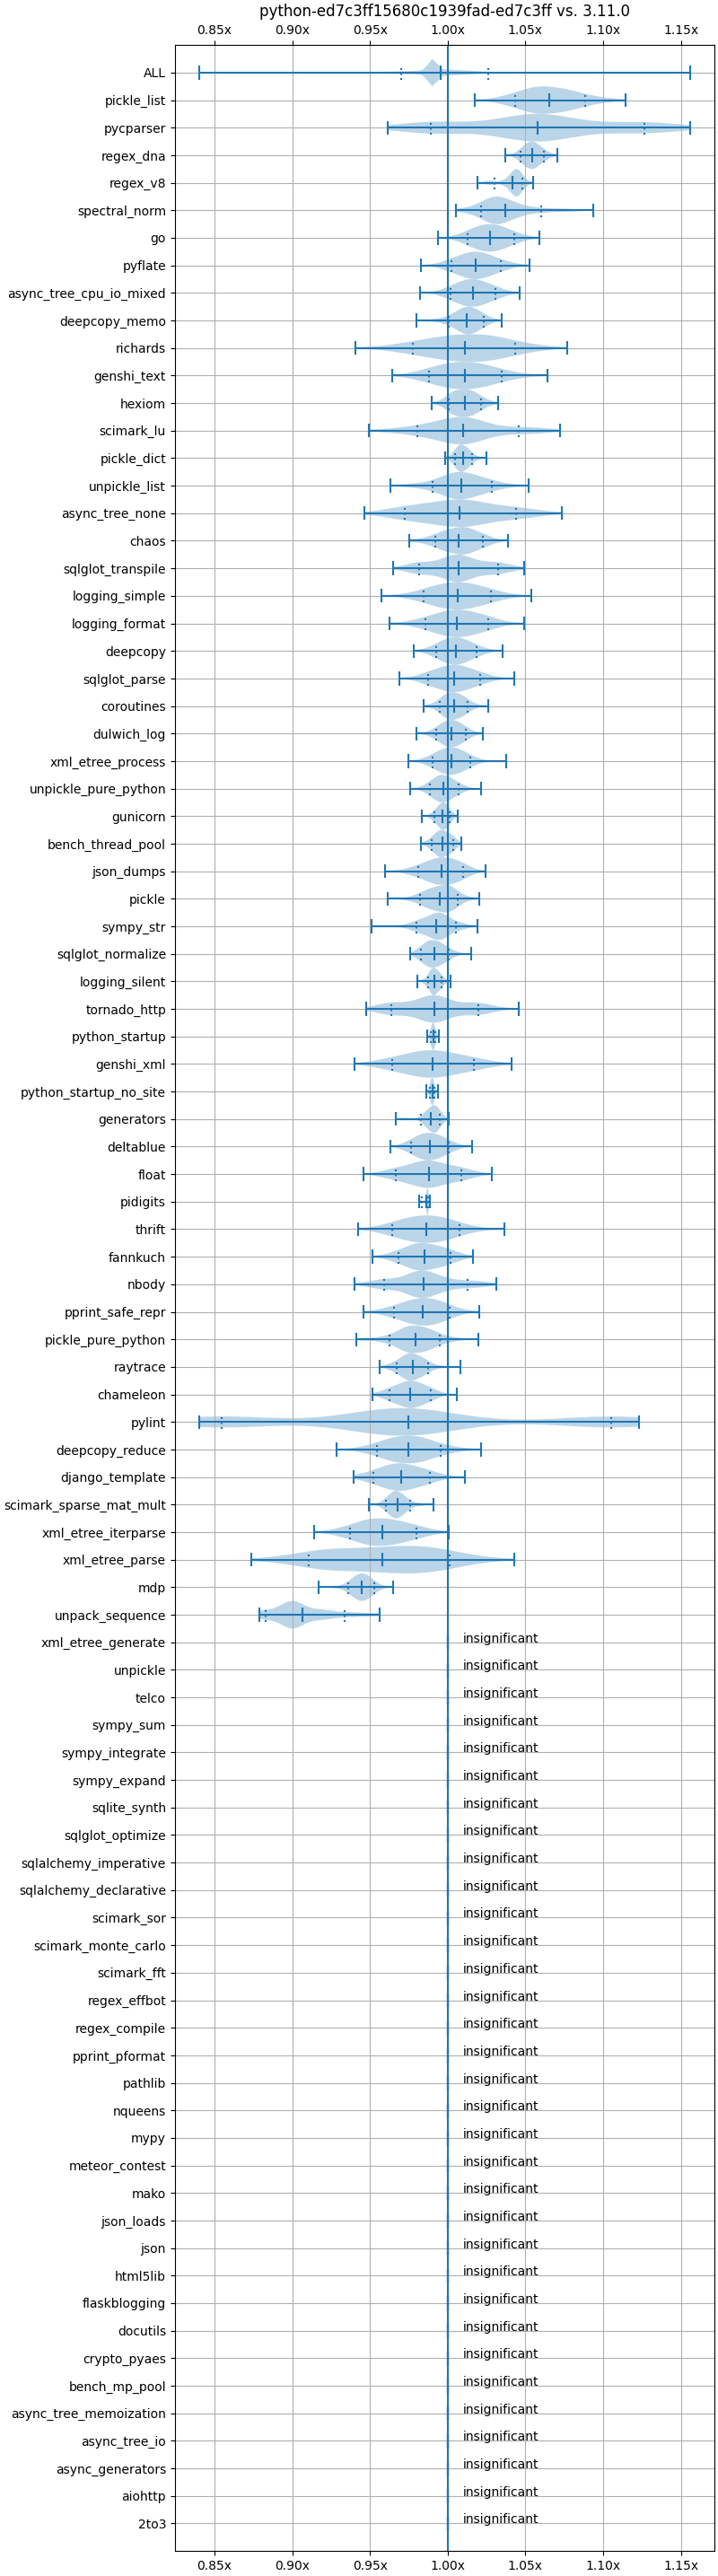 python-ed7c3ff15680c1939fad-ed7c3ff vs. 3.11.0
0.85x 0.90x 0.95x 1.00x 1.05x 1.10x 1.15x
ALL
pickle_list
pycparser
regex_dna
regex_v8
spectral_norm
go
pyflate
async_tree_cpu_io_mixed
deepcopy_memo
richards
genshi_text
hexiom
scimark_lu
pickle_dict
unpickle_list
async_tree_none
chaos
sqlglot_transpile
logging_simple
logging_format
deepcopy
sqlglot_parse
coroutines
dulwich_log
xml_etree_process
unpickle_pure_python
gunicorn
bench_thread_pool
json_dumps
pickle
sympy_str
sqlglot_normalize
logging_silent
tornado_http
python_startup
genshi_xml
python_startup_no_site
generators
deltablue
float
pidigits
thrift
fannkuch
nbody
pprint_safe_repr
pickle_pure_python
raytrace
chameleon
pylint
deepcopy_reduce
django_template
scimark_sparse_mat_mult
xml_etree_iterparse
xml_etree_parse
mdp
unpack_sequence
xml_etree_generate insignificant
unpickle insignificant
telco insignificant
sympy_sum insignificant
sympy_integrate insignificant
sympy_expand insignificant
sqlite_synth insignificant
sqlglot_optimize insignificant
sqlalchemy_imperative insignificant
sqlalchemy_declarative insignificant
scimark_sor insignificant
scimark_monte_carlo insignificant
scimark_fft insignificant
regex_effbot insignificant
regex_compile insignificant
pprint_pformat insignificant
pathlib insignificant
nqueens insignificant
mypy insignificant
meteor_contest insignificant
mako insignificant
json_loads insignificant
json insignificant
html5lib insignificant
flaskblogging insignificant
docutils insignificant
crypto_pyaes insignificant
bench_mp_pool insignificant
async_tree_memoization insignificant
async_tree_io insignificant
async_generators insignificant
aiohttp insignificant
2to3 insignificant
0.85x 0.90x 0.95x 1.00x 1.05x 1.10x 1.15x